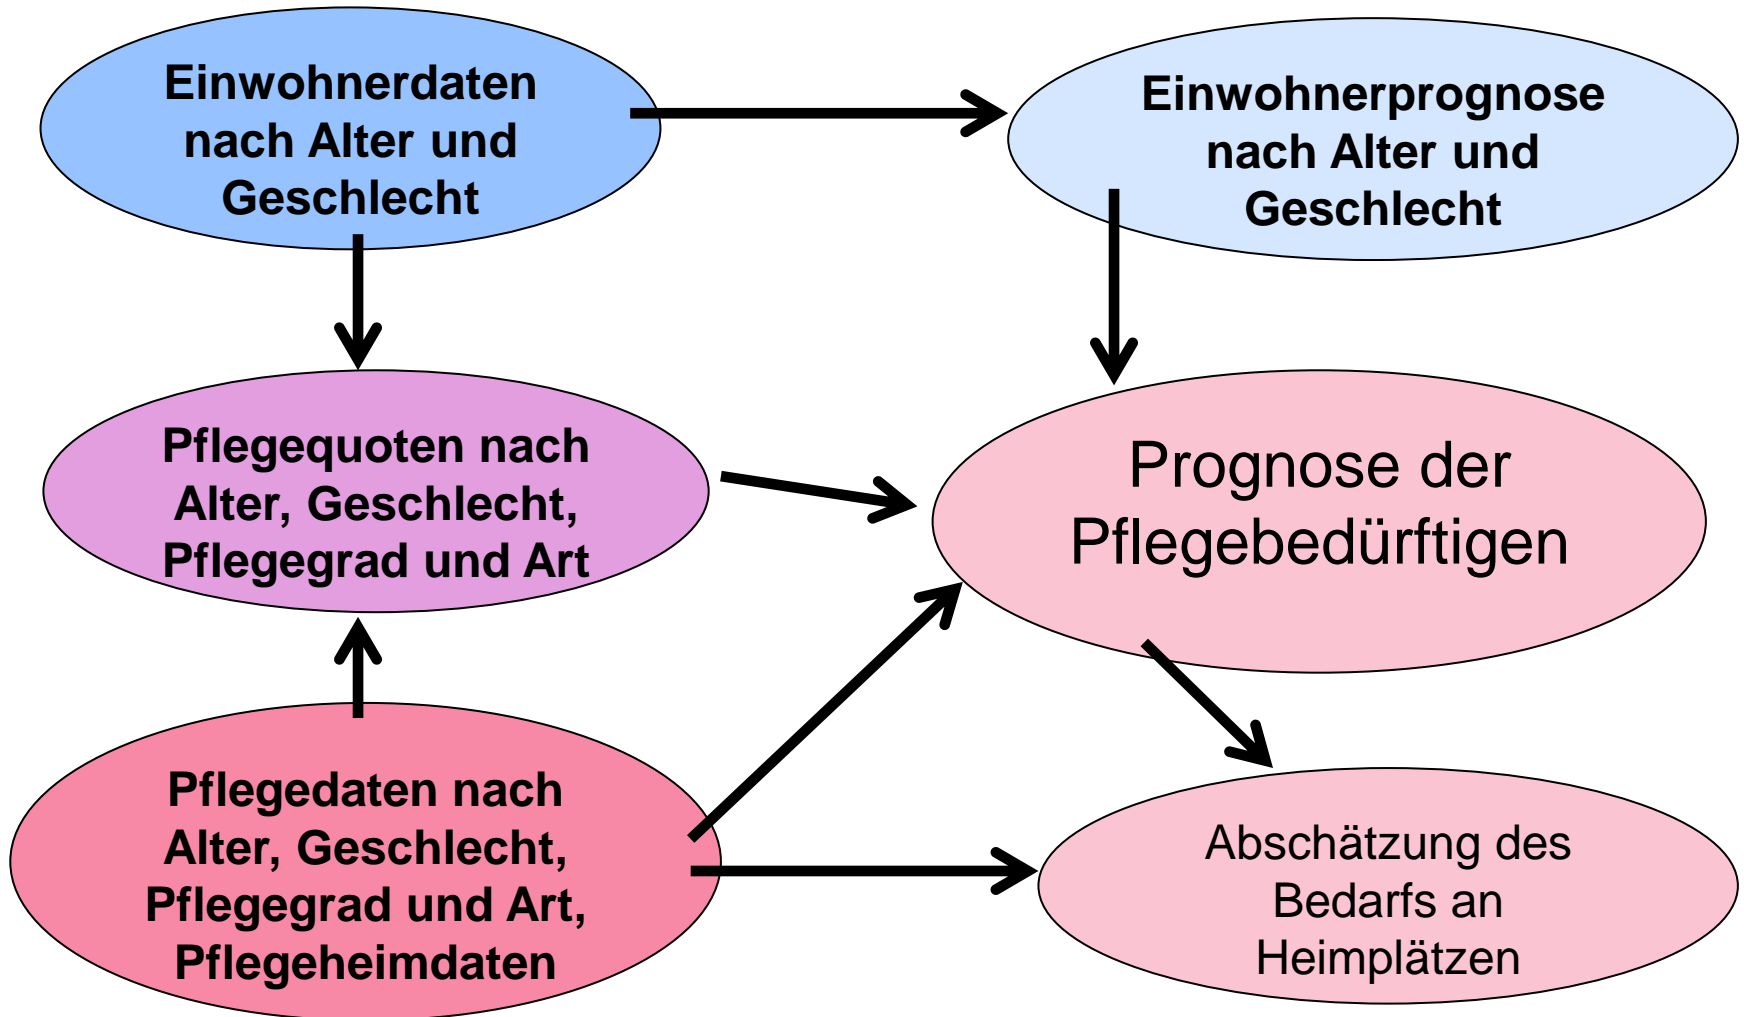 Einwohnerdaten
nach Alter und
Geschlecht
Einwohnerprognose
nach Alter und
Geschlecht
Pflegequoten nach
Alter, Geschlecht,
Pflegegrad und Art
Prognose der
Pflegebedürftigen
Pflegedaten nach
Alter, Geschlecht,
Pflegegrad und Art,
Pflegeheimdaten
Abschätzung des
Bedarfs an
Heimplätzen